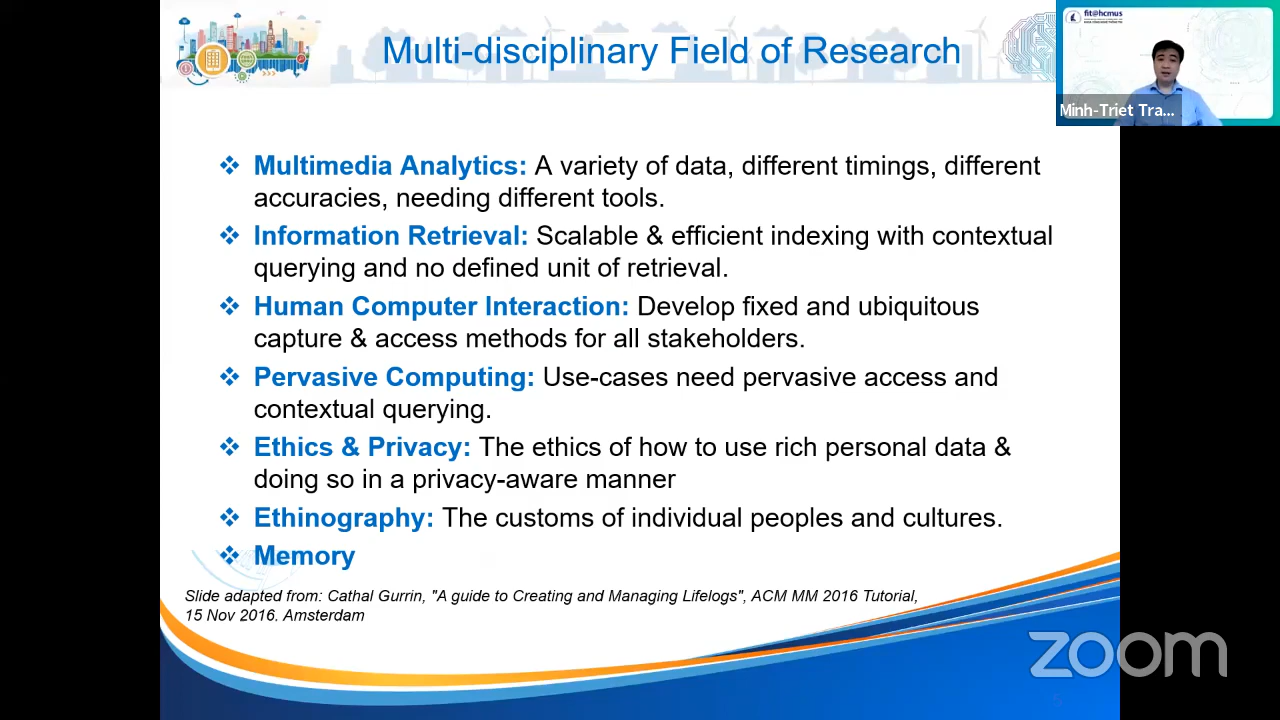 Multi-disciplinary Field of Research
fit@hcmus
Minh-Triet Tra...
❖ Multimedia Analytics: A variety of data, different timings, different
accuracies, needing different tools.
❖ Information Retrieval: Scalable & efficient indexing with contextual
querying and no defined unit of retrieval.
❖ Human Computer Interaction: Develop fixed and ubiquitous
capture & access methods for all stakeholders.
❖ Pervasive Computing: Use-cases need pervasive access and
contextual querying.
❖ Ethics & Privacy: The ethics of how to use rich personal data &
doing so in a privacy-aware manner
❖ Ethinography: The customs of individual peoples and cultures.
❖ Memory
Slide adapted from: Cathal Gurrin, "A guide to Creating and Managing Lifelogs", ACM MM 2016 Tutorial,
15 Nov 2016. Amsterdam
zoom